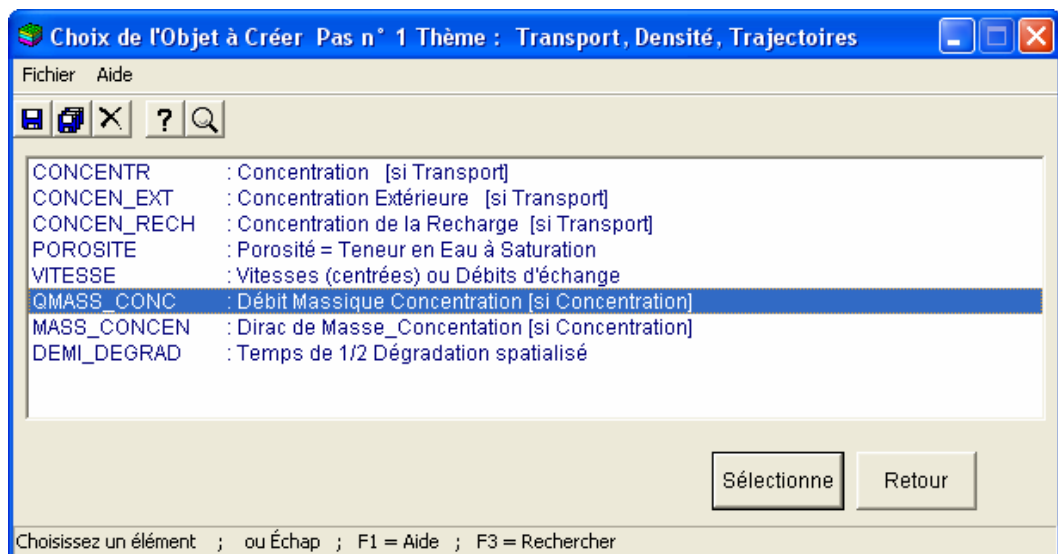 Choix de l'Objet à Créer Pas n° 1 Thème : Transport, Densité, Trajectoires
Fichier Aide
?
CONCENTR : Concentration [si Transport]
CONCEN_EXT : Concentration Extérieure [si Transport]
CONCEN_RECH : Concentration de la Recharge [si Transport]
POROSITE : Porosité = Teneur en Eau à Saturation
VITESSE : Vitesses (centrées) ou Débits d'échange
QMASS_CONC : Débit Massique Concentration [si Concentration]
MASS_CONCEN : Dirac de Masse_Concentation [si Concentration]
DEMI_DEGRAD : Temps de 1/2 Dégradation spatialisé
Sélectionne Retour
Choisissez un élément ; ou Échap ; F1 = Aide ; F3 = Rechercher